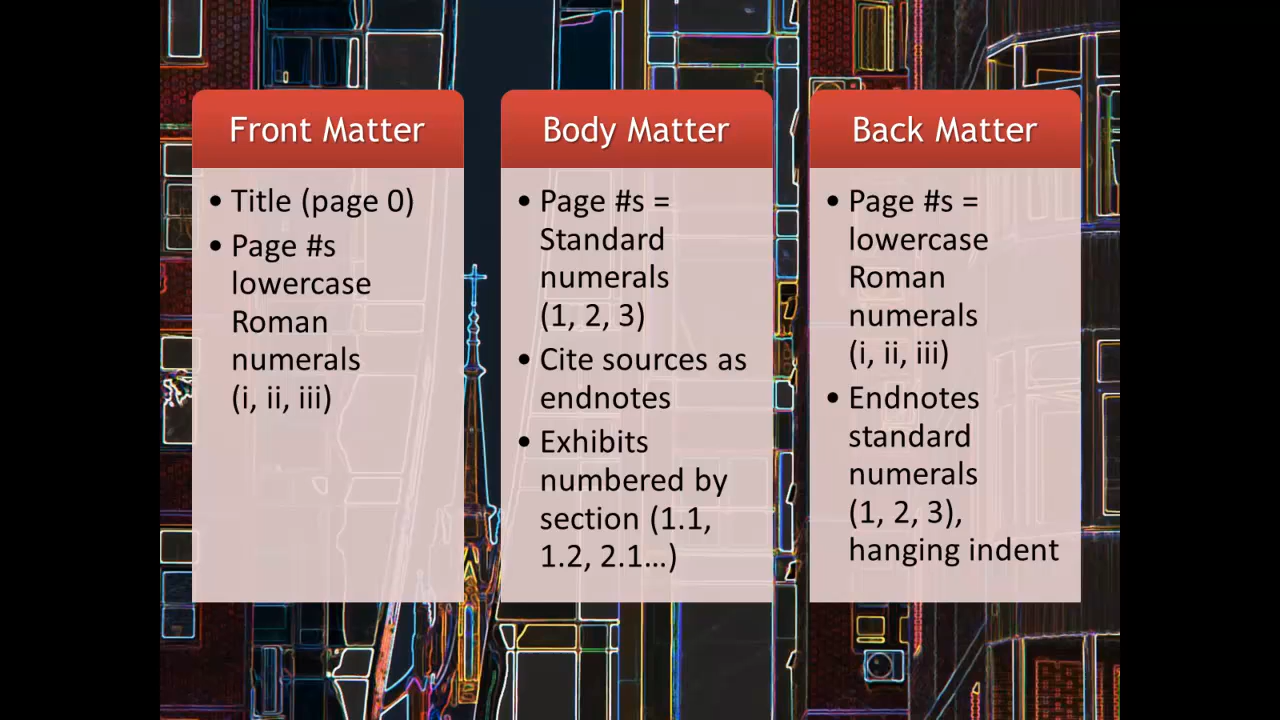 Front Matter
• Title (page 0)
• Page #s
lowercase
Roman
numerals
(i, ii, iii)
Body Matter
• Page #s =
Standard
numerals
(1, 2, 3)
• Cite sources as
endnotes
• Exhibits
numbered by
section (1.1,
1.2, 2.1…)
Back Matter
• Page #s =
lowercase
Roman
numerals
(i, ii, iii)
• Endnotes
standard
numerals
(1, 2, 3),
hanging indent